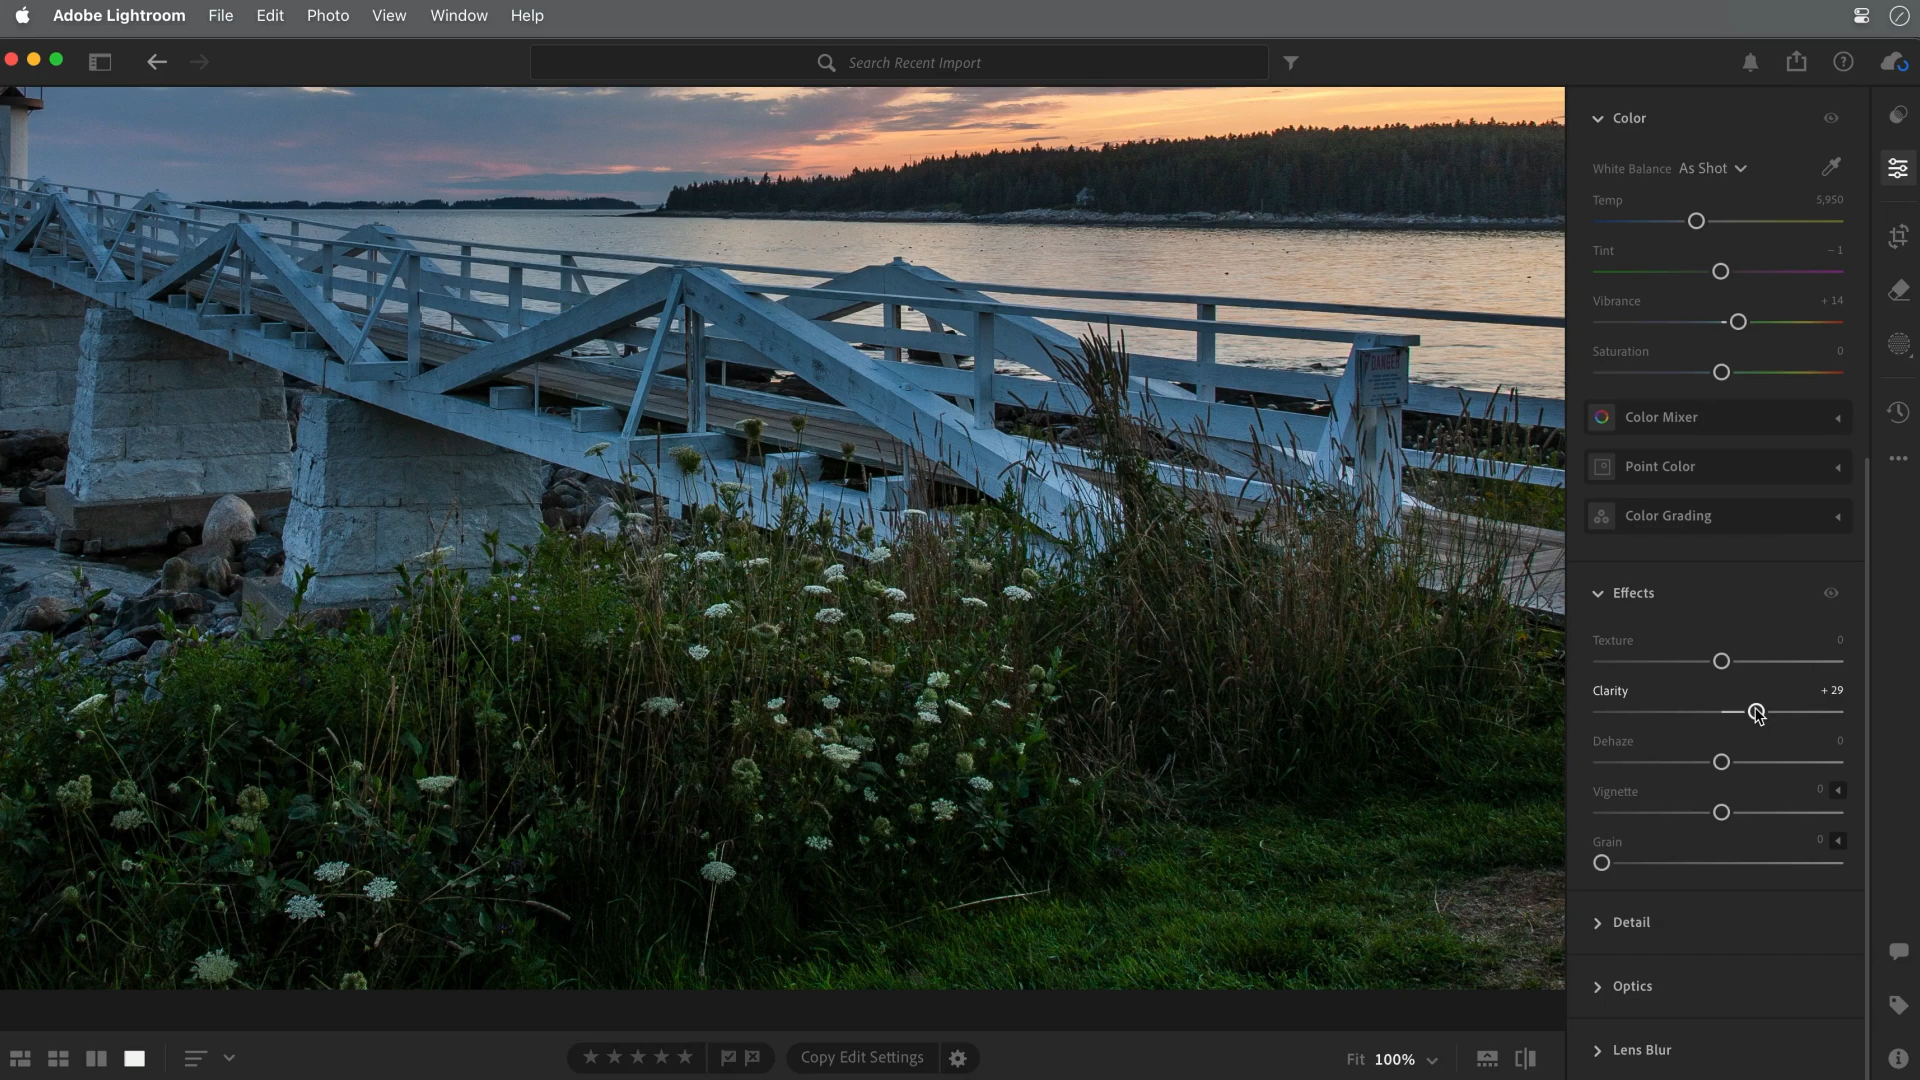 Adobe Lightroom File Edit Photo View Window Help
Search Recent Import
Color
White Balance As Shot
Temp 5,950
Tint – 1
Vibrance + 14
Saturation 0
Color Mixer
Point Color
Color Grading
Effects
Texture 0
Clarity + 29
Dehaze 0
Vignette 0
Grain 0
Detail
Optics
Lens Blur
DANGER
Copy Edit Settings
Fit 100%